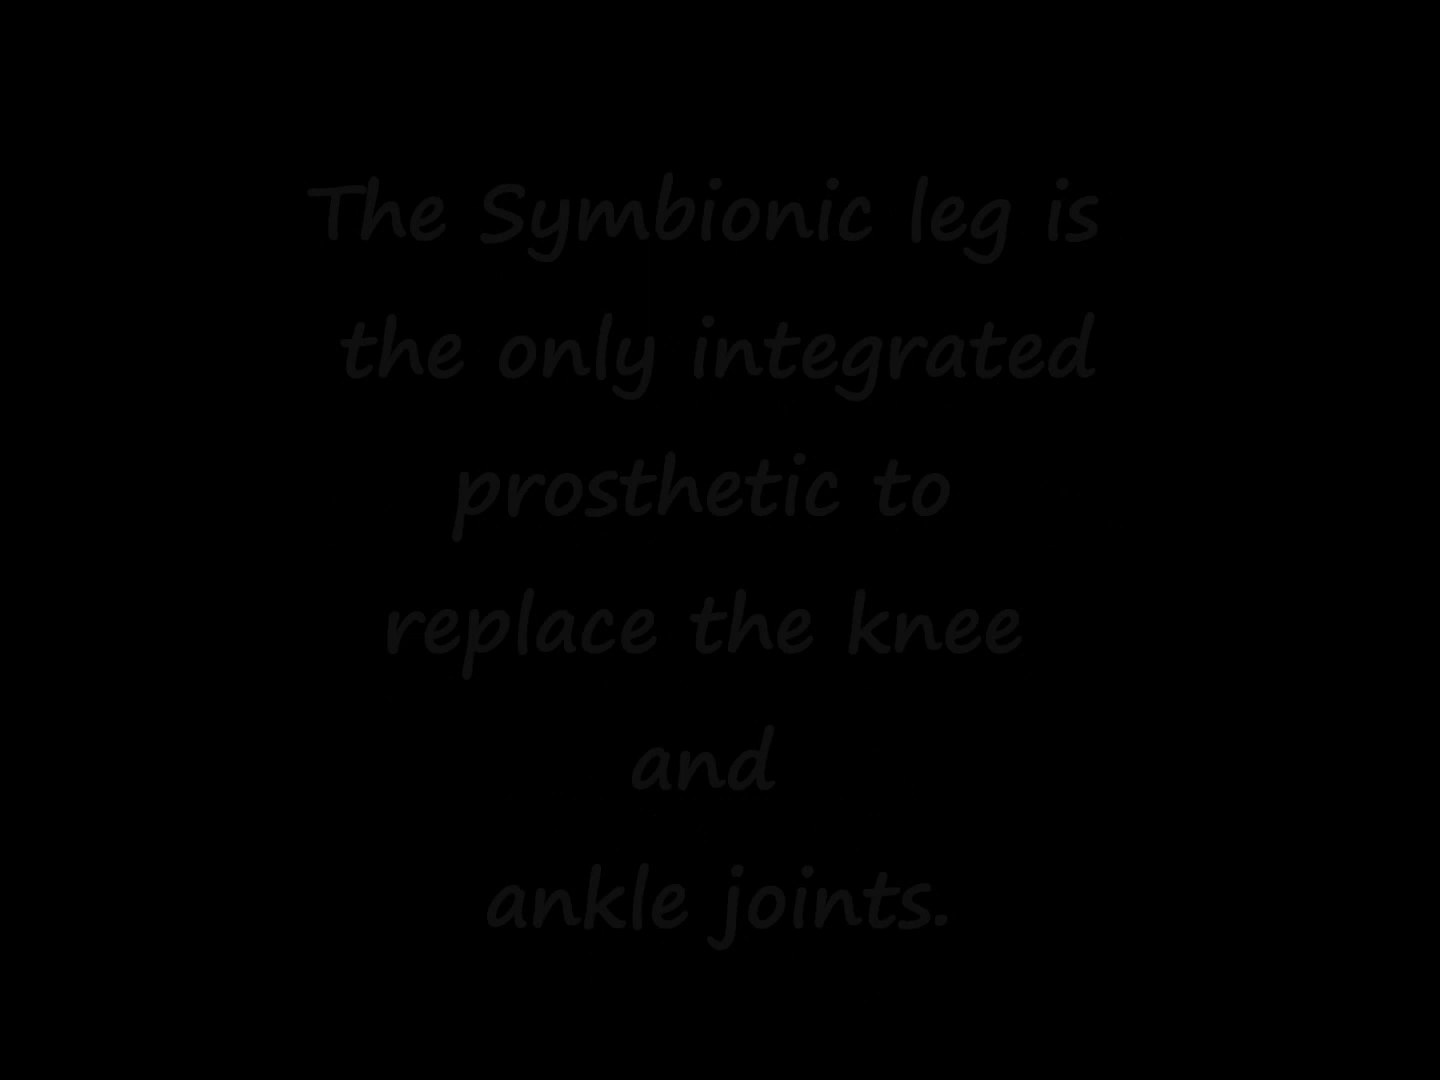 The Symbionic leg is
the only integrated
prosthetic to
replace the knee
and
ankle joints.